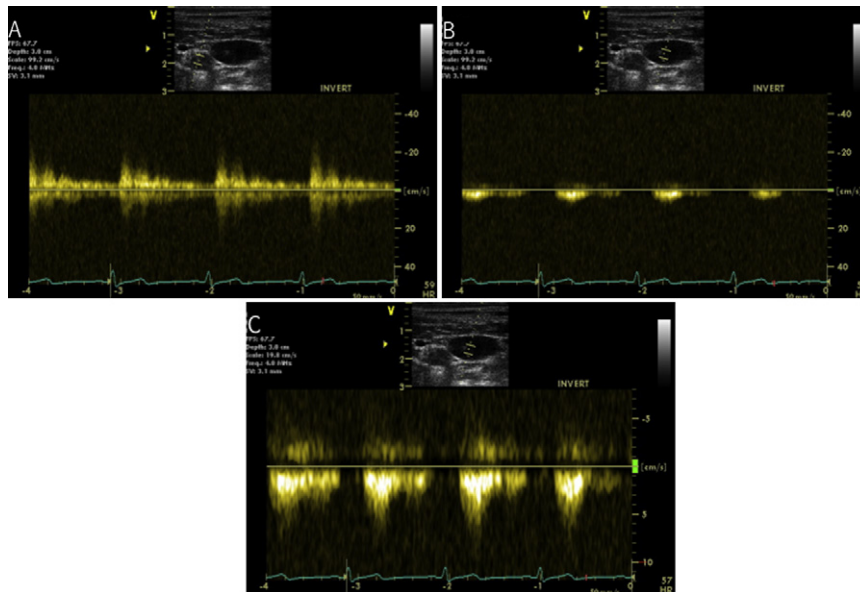 A
V
FPS: 67.7
Depth: 3.0 cm
Scale: 99.2 cm/s
Freq.: 4.0 MHz
SV: 3.1 mm
1
2
3
INVERT
-40
-20
[cm/s]
20
40
59
HR
-4
-3
-2
-1
0
B
V
FPS: 67.7
Depth: 3.0 cm
Scale: 99.2 cm/s
Freq.: 4.0 MHz
SV: 3.1 mm
1
2
3
INVERT
-40
-20
[cm/s]
20
40
HR
-4
-3
-2
-1
0
C
V
FPS: 67.7
Depth: 3.0 cm
Scale: 19.8 cm/s
Freq.: 4.0 MHz
SV: 3.1 mm
1
2
3
INVERT
-5
[cm/s]
5
-10
57
HR
-4
-3
-2
-1
0